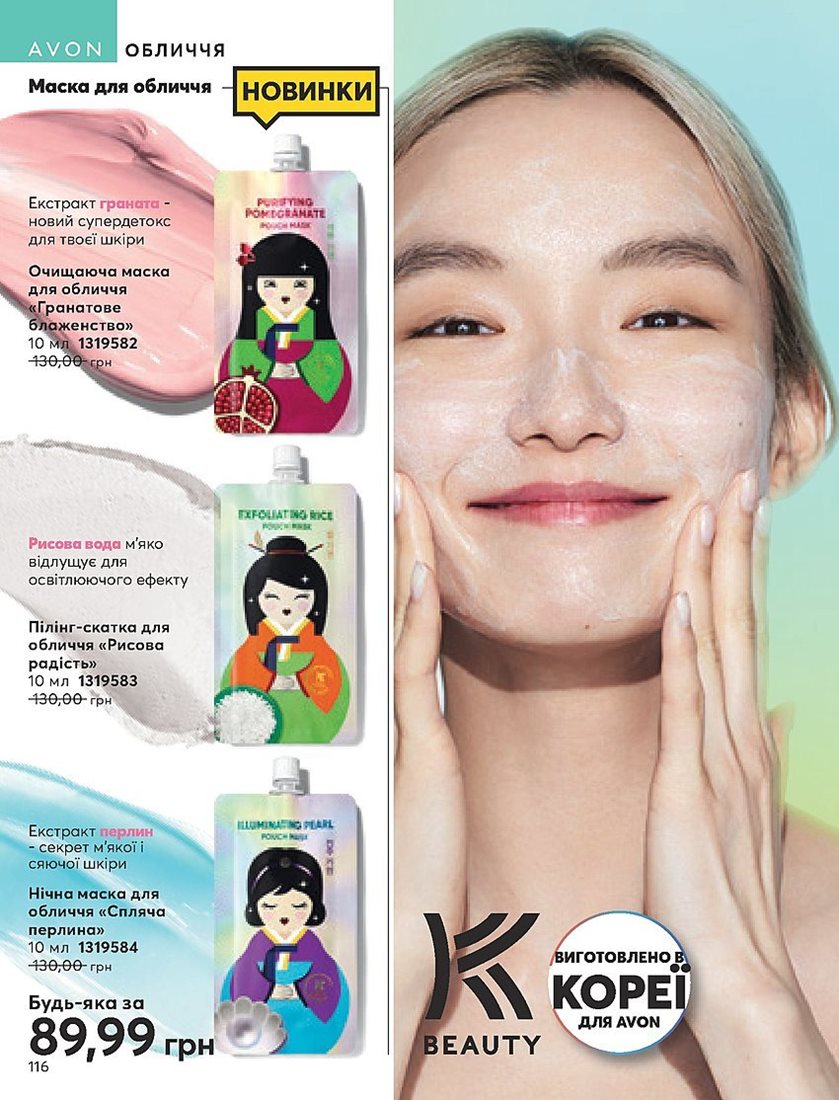 AVON ОБЛИЧЧЯ
Маска для обличчя
НОВИНКИ
Екстракт граната -
новий супердетокс
для твоєї шкіри
Очищаюча маска
для обличчя
«Гранатове
блаженство»
10 мл 1319582
130,00 грн
PURIFYING
POMEGRANATE
POUCH MASK
Рисова вода м'яко
відлущує для
освітлюючого ефекту
Пілінг-скатка для
обличчя «Рисова
радість»
10 мл 1319583
130,00 грн
EXFOLIATING RICE
POUCH MASK
Екстракт перлин
- секрет м'якої і
сяючої шкіри
Нічна маска для
обличчя «Спляча
перлина»
10 мл 1319584
130,00 грн
ILLUMINATING PEARL
POUCH MASK
Будь-яка за
89,99 грн
116
K
BEAUTY
ВИГОТОВЛЕНО В
КОРЕЇ
ДЛЯ AVON